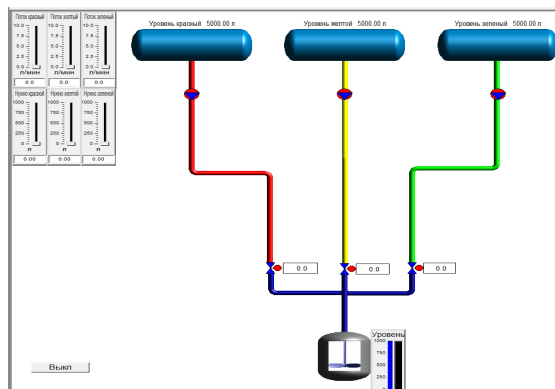 Поток красный Поток желтый Поток зеленый
10.0 10.0 10.0
7.5 7.5 7.5
5.0 5.0 5.0
2.5 2.5 2.5
0.0 0.0 0.0
л/мин л/мин л/мин
0.0 0.0 0.0
Нужно красной Нужно желтой Нужно зеленой
1000 1000 1000
750 750 750
500 500 500
250 250 250
0 0 0
л л л
0.00 0.00 0.00
Уровень красный 5000.00 л
Уровень желтой 5000.00 л
Уровень зеленый 5000.00 л
0.0
0.0
0.0
Уровень
1000
750
500
250
Выкл